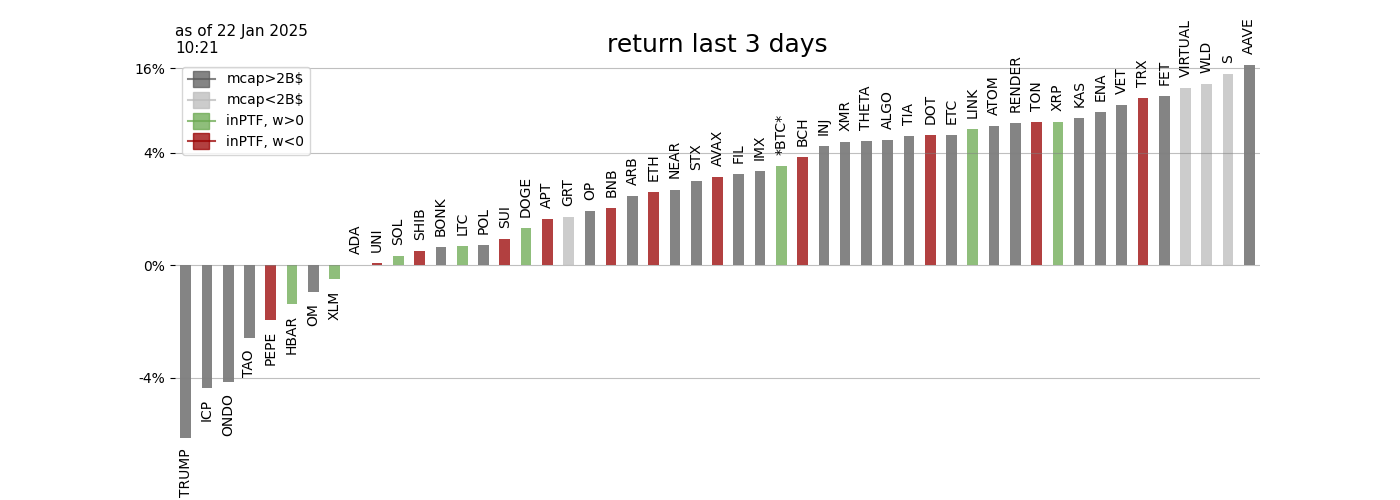 as of 22 Jan 2025
10:21
return last 3 days
mcap>2B$
mcap<2B$
inPTF, w>0
inPTF, w<0
16%
4%
0%
-4%
TRUMP
ICP
ONDO
TAO
PEPE
HBAR
OM
XLM
ADA
UNI
SOL
SHIB
BONK
LTC
POL
SUI
DOGE
APT
GRT
OP
BNB
ARB
ETH
NEAR
STX
AVAX
FIL
IMX
*BTC*
BCH
INJ
XMR
THETA
ALGO
TIA
DOT
ETC
LINK
ATOM
RENDER
TON
XRP
KAS
ENA
VET
TRX
FET
VIRTUAL
WLD
S
AAVE